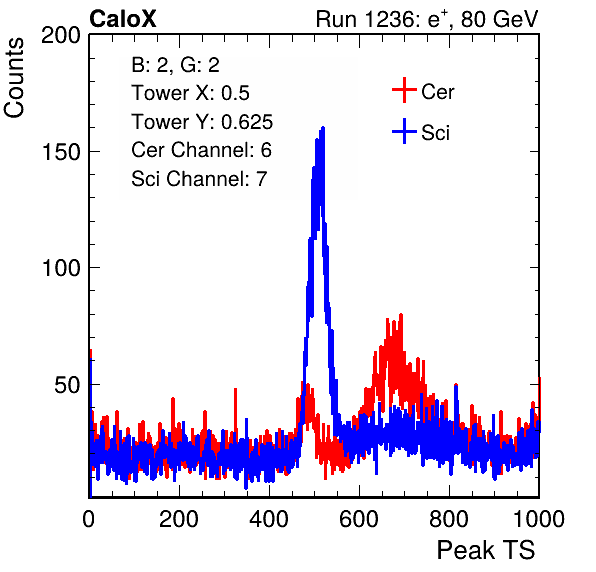 CaloX Run 1236: e⁺, 80 GeV
Counts
200
150
100
50
B: 2, G: 2
Tower X: 0.5
Tower Y: 0.625
Cer Channel: 6
Sci Channel: 7
Cer
Sci
0 200 400 600 800 1000
Peak TS